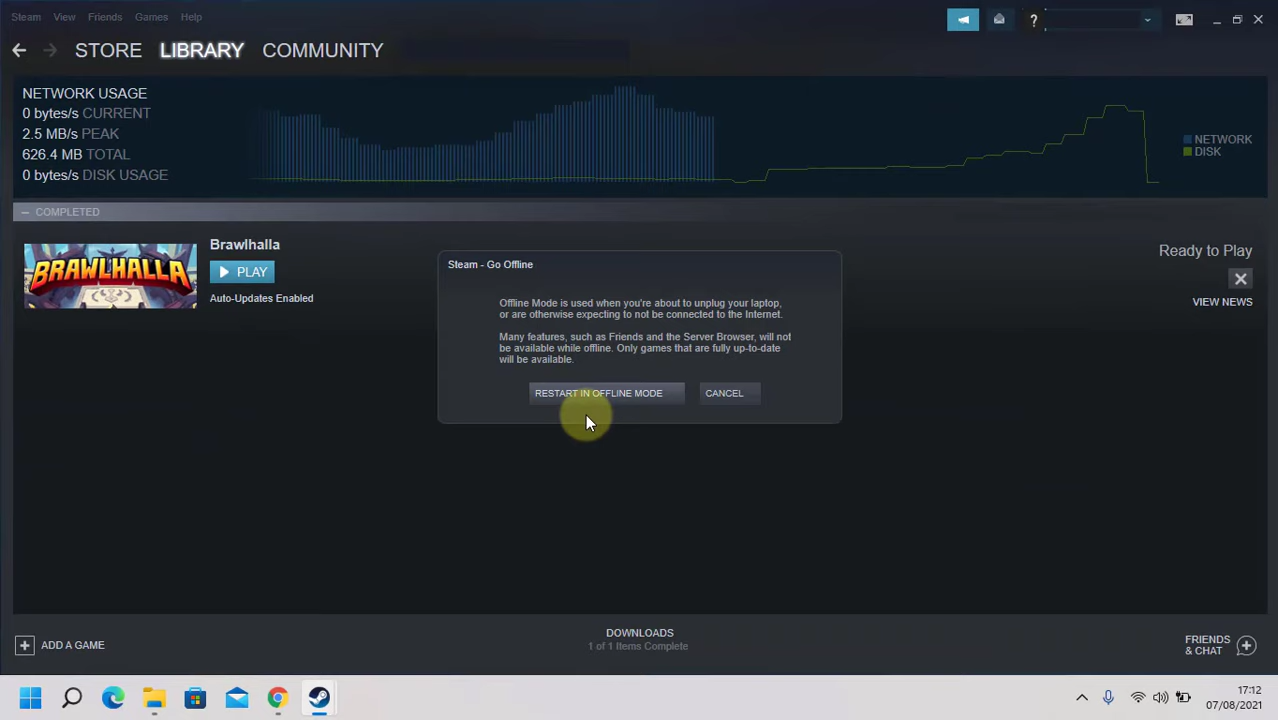 Steam View Friends Games Help
?
STORE LIBRARY COMMUNITY
NETWORK USAGE
0 bytes/s CURRENT
2.5 MB/s PEAK
626.4 MB TOTAL
0 bytes/s DISK USAGE
NETWORK
DISK
COMPLETED
BRAWLHALLA
Brawlhalla
PLAY
Auto-Updates Enabled
Ready to Play
VIEW NEWS
Steam - Go Offline
Offline Mode is used when you're about to unplug your laptop,
or are otherwise expecting to not be connected to the Internet.
Many features, such as Friends and the Server Browser, will not
be available while offline. Only games that are fully up-to-date
will be available.
RESTART IN OFFLINE MODE CANCEL
ADD A GAME
DOWNLOADS
1 of 1 Items Complete
FRIENDS
& CHAT
17:12
07/08/2021